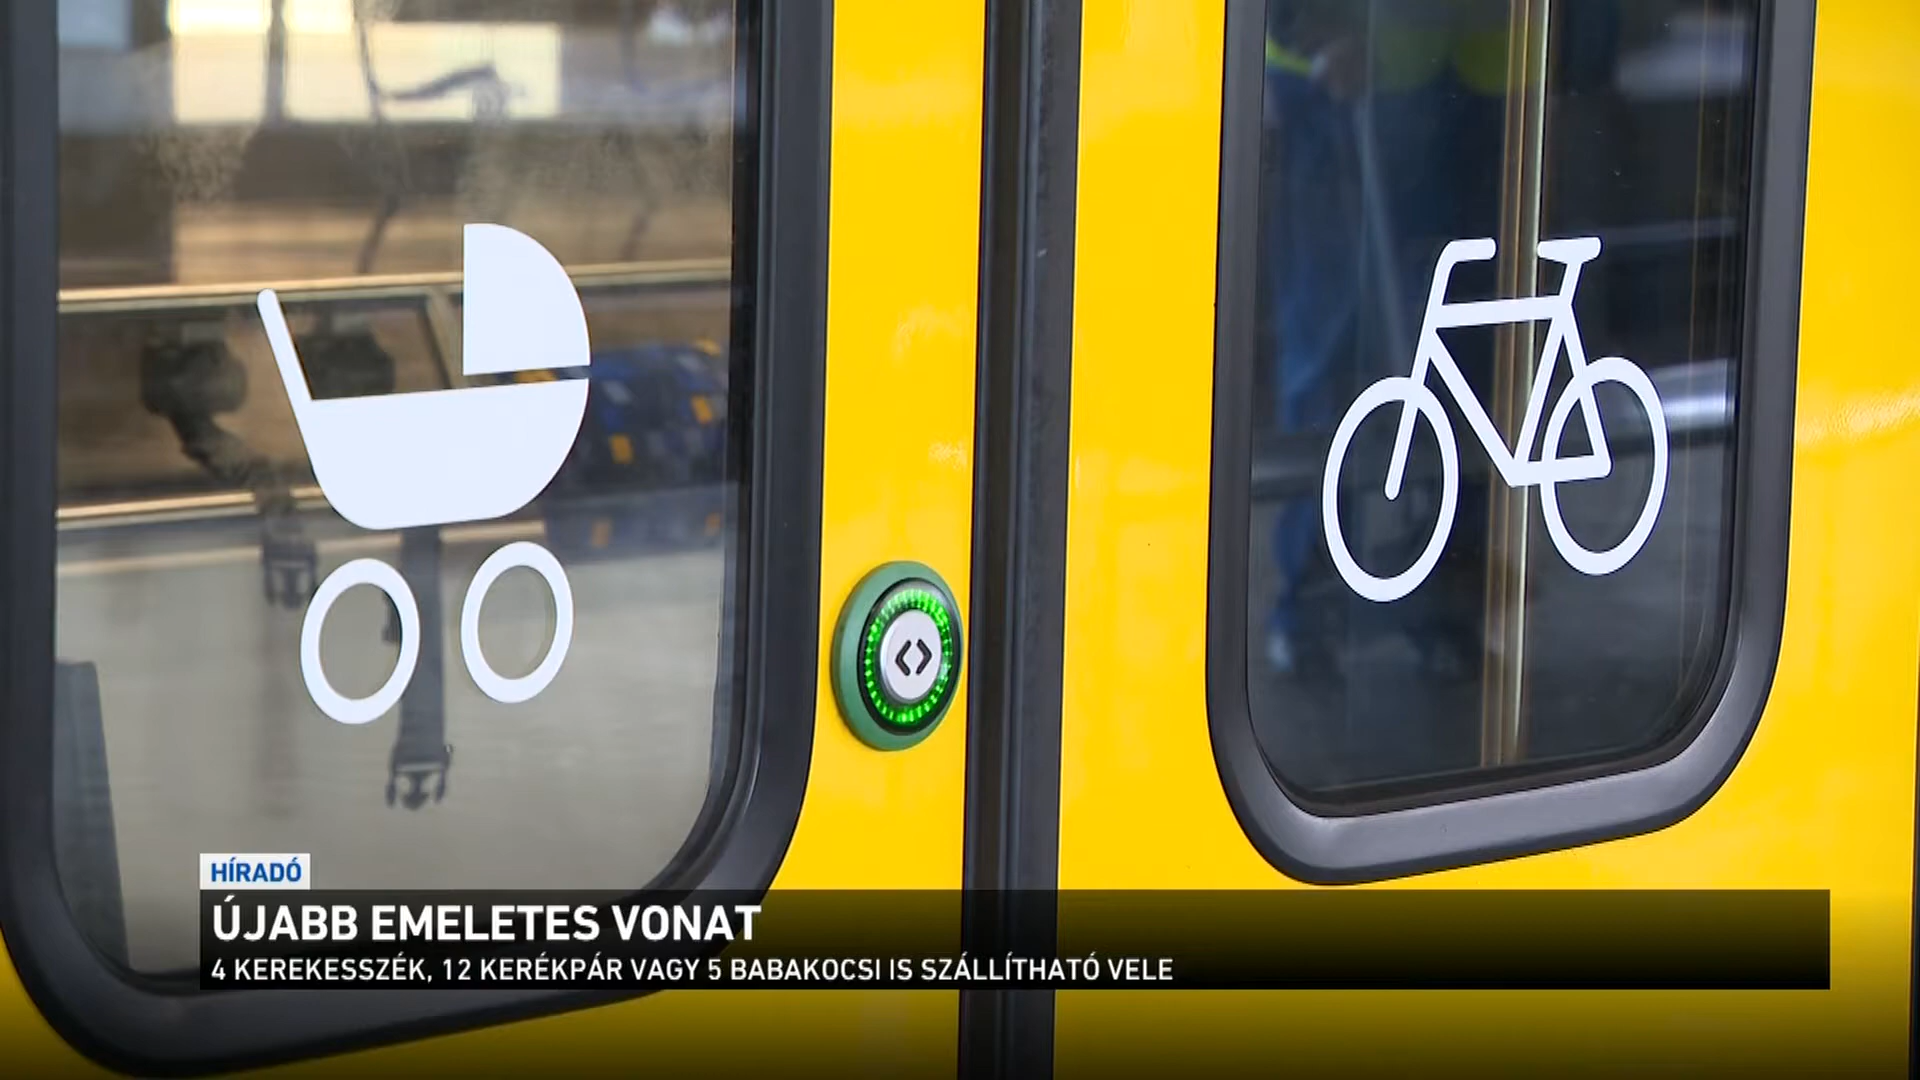 HÍRADÓ
ÚJABB EMELETES VONAT
4 KEREKESSZÉK, 12 KERÉKPÁR VAGY 5 BABAKOCSI IS SZÁLLÍTHATÓ VELE